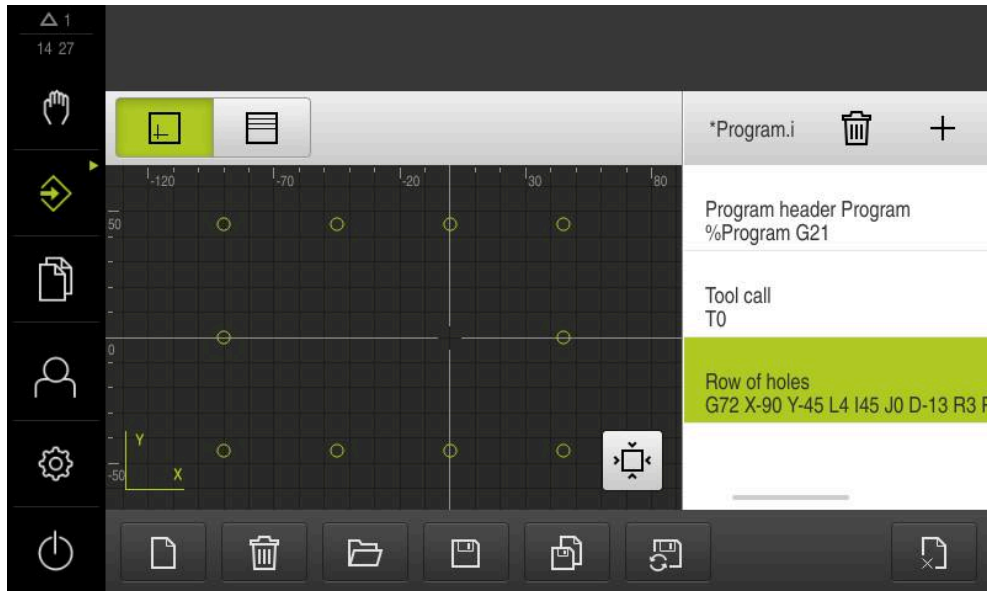 1
14 27
*Program.i
-120
-70
-20
30
80
50
0
-50
Y
X
Program header Program
%Program G21
Tool call
T0
Row of holes
G72 X-90 Y-45 L4 I45 J0 D-13 R3